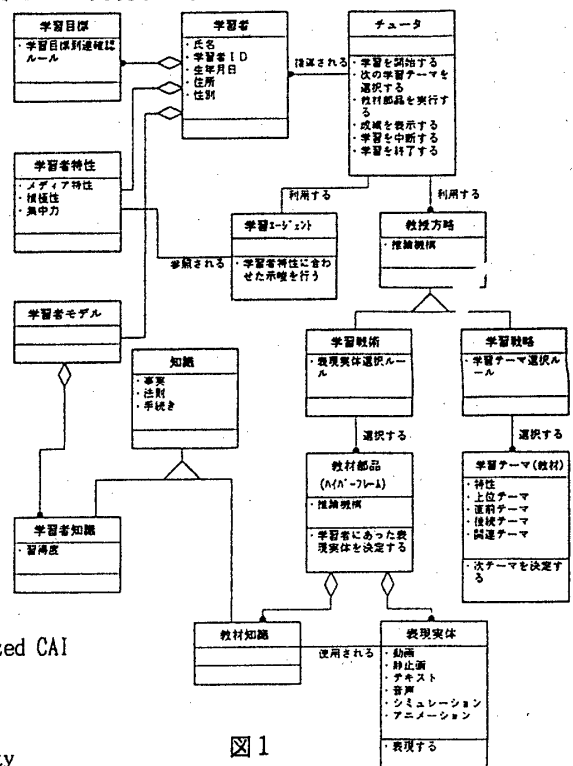 学習目標
・学習目標到達確認
ルール
学習者
・氏名
・学習者ID
・生年月日
・住所
・性別
チュータ
・学習を開始する
・次の学習テーマを
選択する
・教材部品を実行す
る
・成績を表示する
・学習を中断する
・学習を終了する
指導される
学習者特性
・メディア特性
・積極性
・集中力
利用する
利用する
学習エージェント
・学習者特性に合わ
せた示唆を行う
参照される
教授方略
・推論機構
学習者モデル
知識
・事実
・法則
・手続き
学習戦術
・表現実体選択ルー
ル
学習戦略
・学習テーマ選択ル
ール
選択する
選択する
教材部品
(ハイパーフレーム)
・推論機構
・学習者にあった表
現実体を決定する
学習テーマ(教材)
・特性
・上位テーマ
・直前テーマ
・後続テーマ
・関連テーマ
・次テーマを決定す
る
学習者知識
・習得度
教材知識
使用される
表現実体
・動画
・静止画
・テキスト
・音声
・シミュレーション
・アニメーション
・表現する
zed CAI
ty
図1